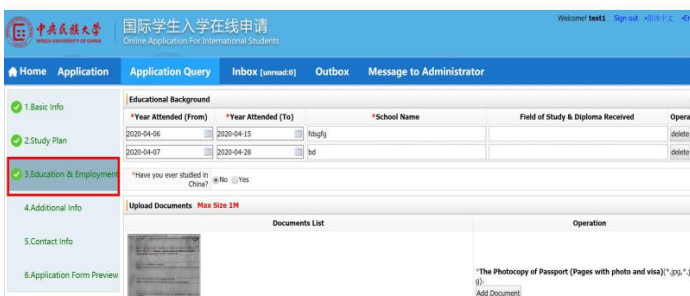 Welcome! test1 Sign out •简体中文 •En
中央民族大学
MINZU UNIVERSITY OF CHINA
国际学生入学在线申请
Online Application For International Students
Home Application Application Query Inbox [unread:0] Outbox Message to Administrator
1.Basic Info
2.Study Plan
3.Education & Employment
4.Additional Info
5.Contact Info
6.Application Form Preview
Educational Background
*Year Attended (From) *Year Attended (To) *School Name Field of Study & Diploma Received Opera
2020-04-06 2020-04-15 fdsgfg delete
2020-04-07 2020-04-28 bd delete
*Have you ever studied in
China? No Yes
Upload Documents Max Size 1M
Documents List Operation
*The Photocopy of Passport (Pages with photo and visa)(*.jpg,*.j
g).
Add Document